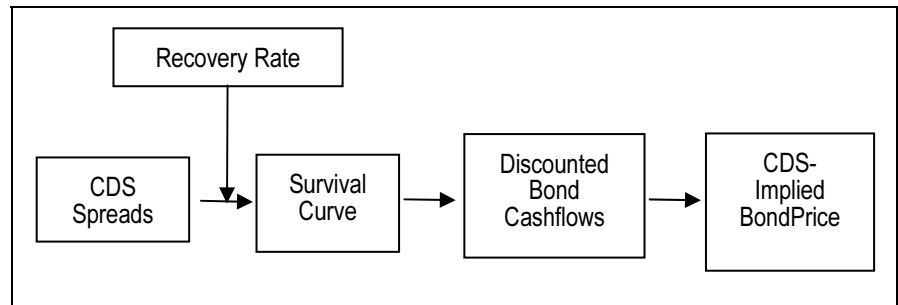 Recovery Rate
CDS
Spreads
Survival
Curve
Discounted
Bond
Cashflows
CDS-
Implied
BondPrice